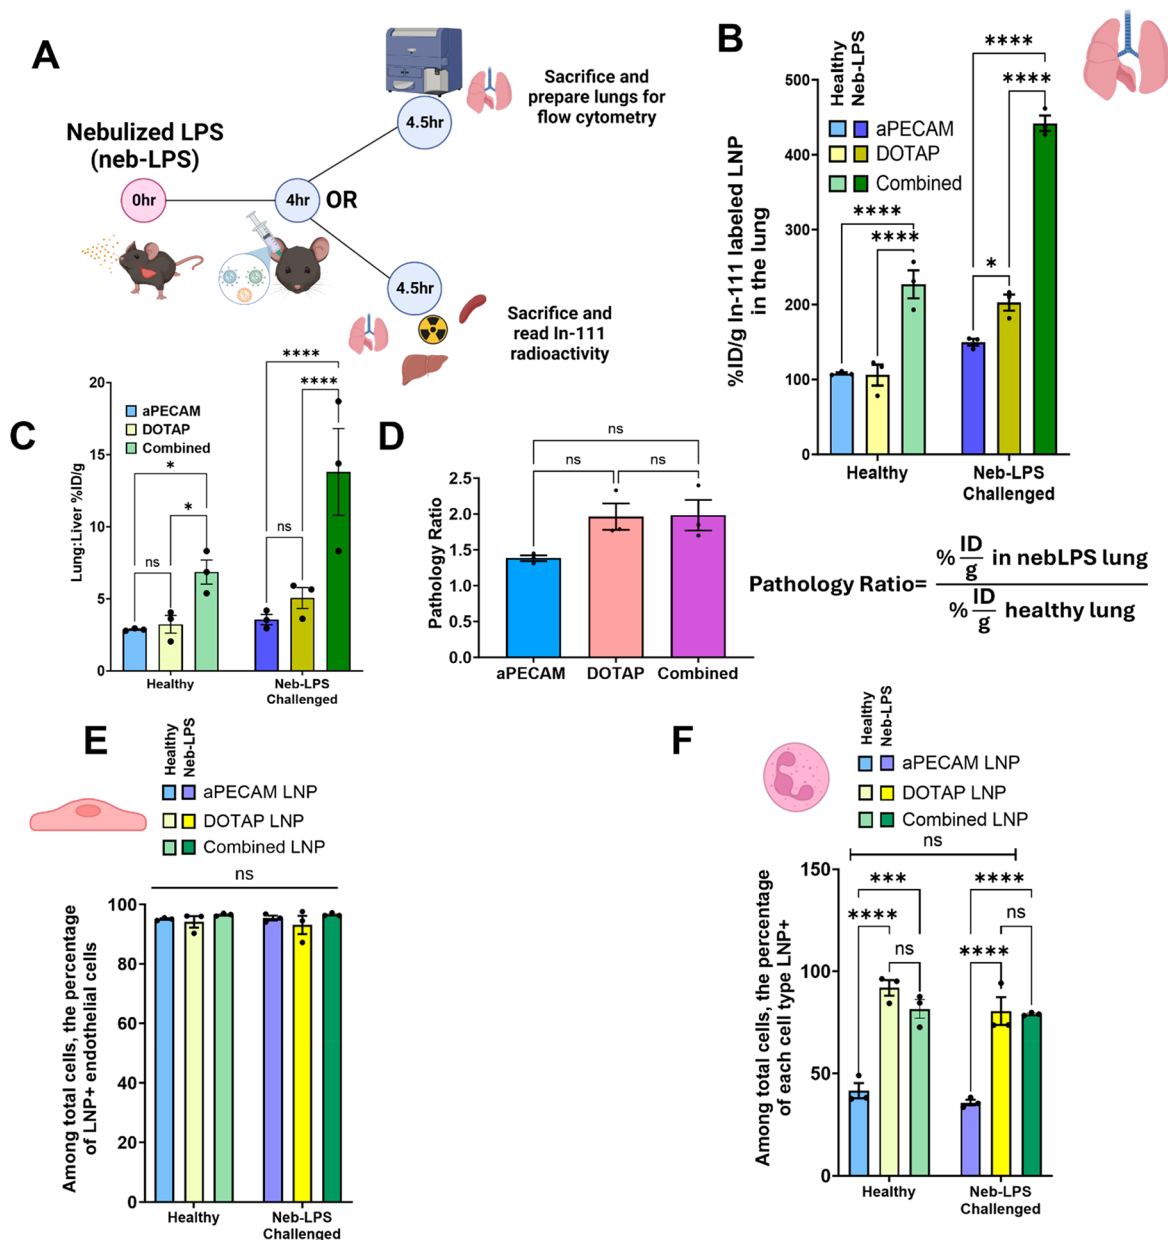 A
Nebulized LPS
(neb-LPS)
0hr
4hr
OR
4.5hr
Sacrifice and
prepare lungs for
flow cytometry
4.5hr
Sacrifice and
read In-111
radioactivity
B
Healthy
Neb-LPS
aPECAM
DOTAP
Combined
%ID/g In-111 labeled LNP
in the lung
500
400
300
200
100
0
****
****
*
****
****
Healthy
Neb-LPS
Challenged
C
aPECAM
DOTAP
Combined
Lung:Liver %ID/g
20
15
10
5
0
*
*
ns
****
****
ns
Healthy
Neb-LPS
Challenged
D
Pathology Ratio
2.5
2.0
1.5
1.0
0.5
0.0
ns
ns
ns
aPECAM
DOTAP
Combined
Pathology Ratio=
% ID/g in nebLPS lung
% ID/g healthy lung
E
Healthy
Neb-LPS
aPECAM LNP
DOTAP LNP
Combined LNP
ns
Among total cells, the percentage
of LNP+ endothelial cells
100
80
60
40
20
0
Healthy
Neb-LPS
Challenged
F
Healthy
Neb-LPS
aPECAM LNP
DOTAP LNP
Combined LNP
ns
Among total cells, the percentage
of each cell type LNP+
150
100
50
0
***
****
ns
****
ns
****
Healthy
Neb-LPS
Challenged